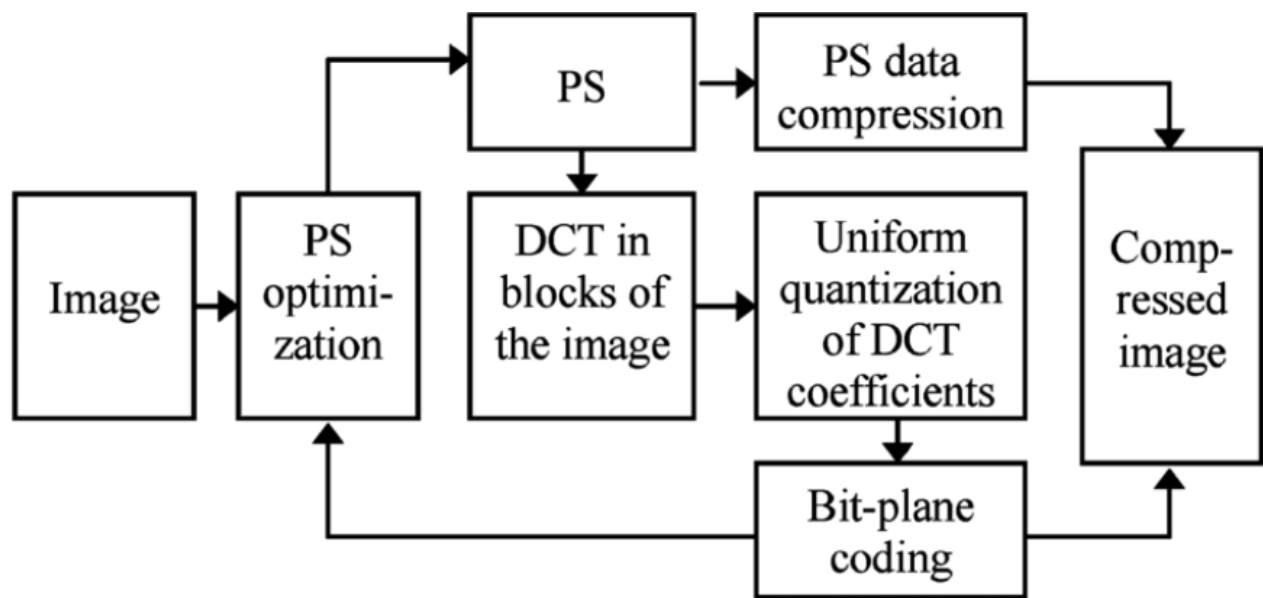 PS
PS data
compression
Image
PS
optimi-
zation
DCT in
blocks of
the image
Uniform
quantization
of DCT
coefficients
Comp-
ressed
image
Bit-plane
coding